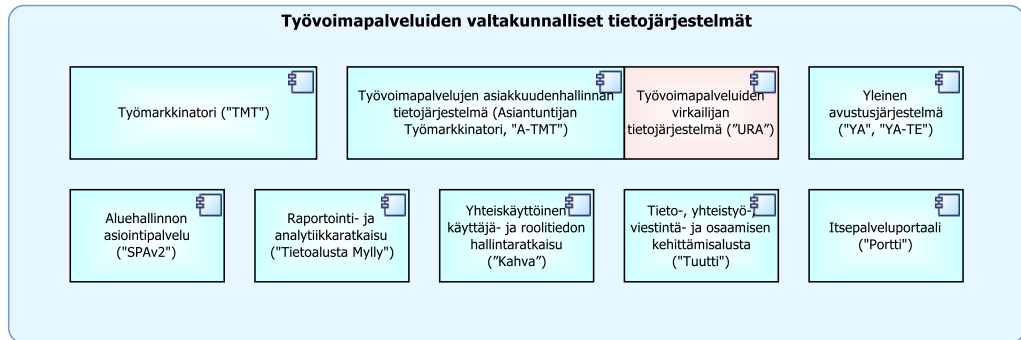 Työvoimapalveluiden valtakunnalliset tietojärjestelmät
Työmarkkinatori ("TMT")
Työvoimapalvelujen asiakkuudenhallinnan
tietojärjestelmä (Asiantuntijan
Työmarkkinatori, "A-TMT")
Työvoimapalveluiden
virkailijan
tietojärjestelmä (”URA”)
Yleinen
avustusjärjestelmä
("YA", "YA-TE")
Aluehallinnon
asiointipalvelu
("SPAv2")
Raportointi- ja
analytiikkaratkaisu
("Tietoalusta Mylly")
Yhteiskäyttöinen
käyttäjä- ja roolitiedon
hallintaratkaisu
(”Kahva”)
Tieto-, yhteistyö-,
viestintä- ja osaamisen
kehittämisalusta
("Tuutti")
Itsepalveluportaali
("Portti")